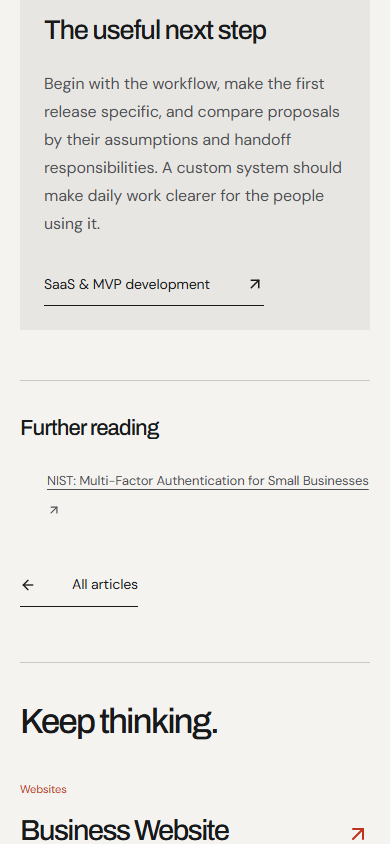 The useful next step
Begin with the workflow, make the first
release specific, and compare proposals
by their assumptions and handoff
responsibilities. A custom system should
make daily work clearer for the people
using it.
SaaS & MVP development
Further reading
NIST: Multi-Factor Authentication for Small Businesses
All articles
Keep thinking.
Websites
Business Website